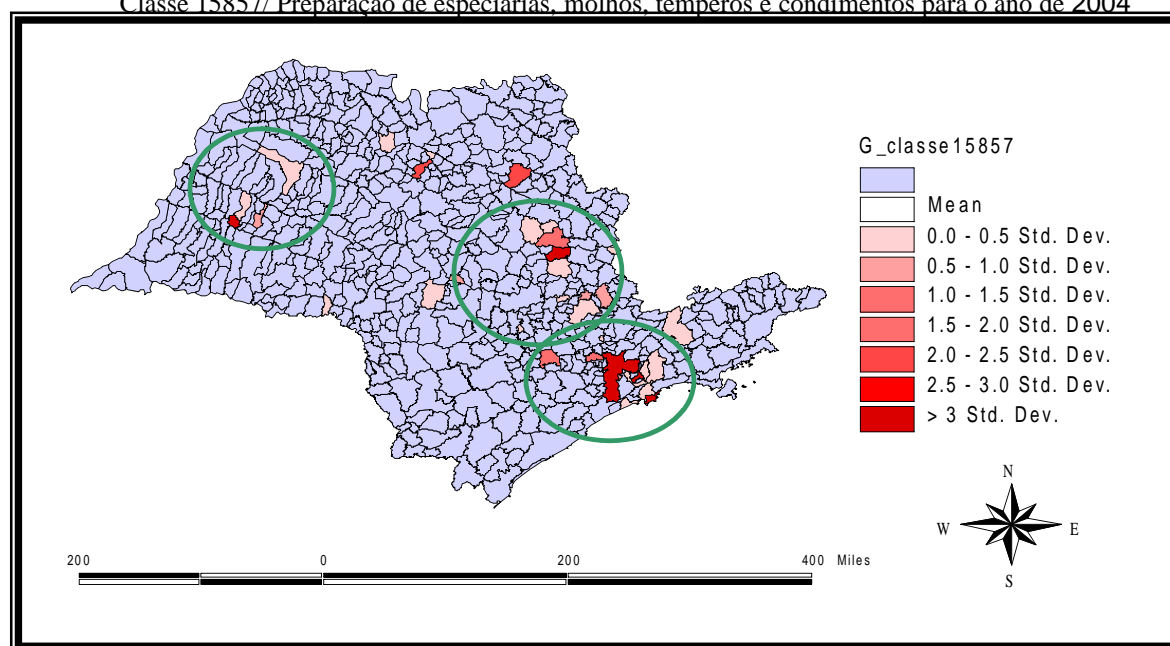 Classe 15857// Preparação de especiarias, molhos, temperos e condimentos para o ano de 2004
G_classe15857
Mean
0.0 - 0.5 Std. Dev.
0.5 - 1.0 Std. Dev.
1.0 - 1.5 Std. Dev.
1.5 - 2.0 Std. Dev.
2.0 - 2.5 Std. Dev.
2.5 - 3.0 Std. Dev.
> 3 Std. Dev.
N
W E
S
200 0 200 400 Miles